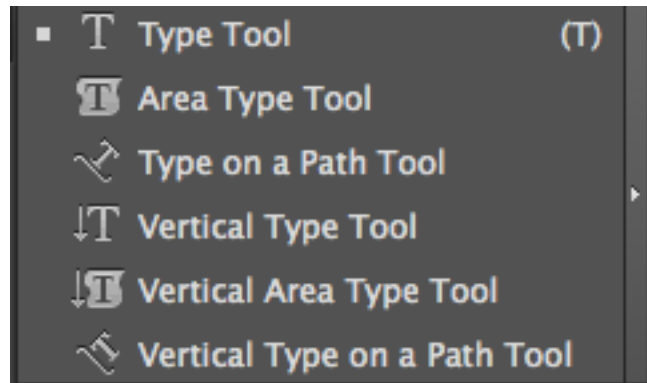 Type Tool (T)
Area Type Tool
Type on a Path Tool
Vertical Type Tool
Vertical Area Type Tool
Vertical Type on a Path Tool